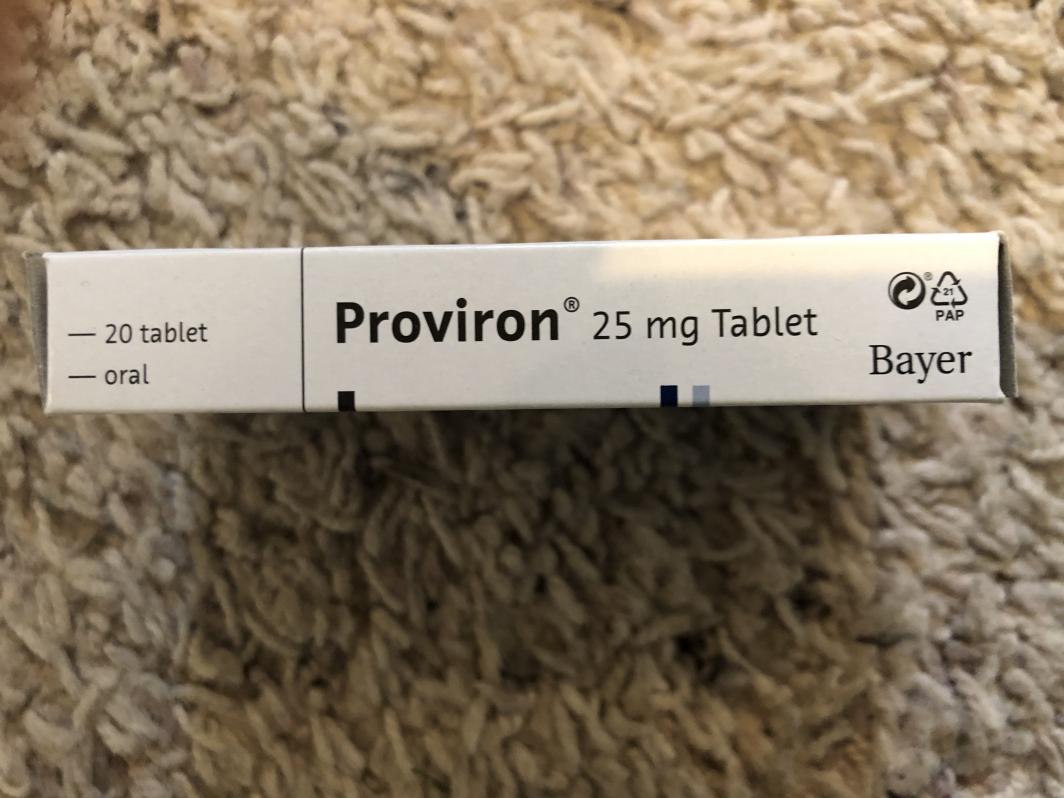 — 20 tablet
— oral
Proviron® 25 mg Tablet
®
21
PAP
Bayer